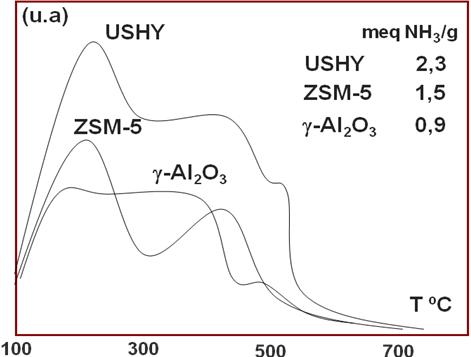 (u.a)
USHY
meq NH₃/g
USHY 2,3
ZSM-5 1,5
γ-Al₂O₃ 0,9
ZSM-5
γ-Al₂O₃
T ºC
100 300 500 700